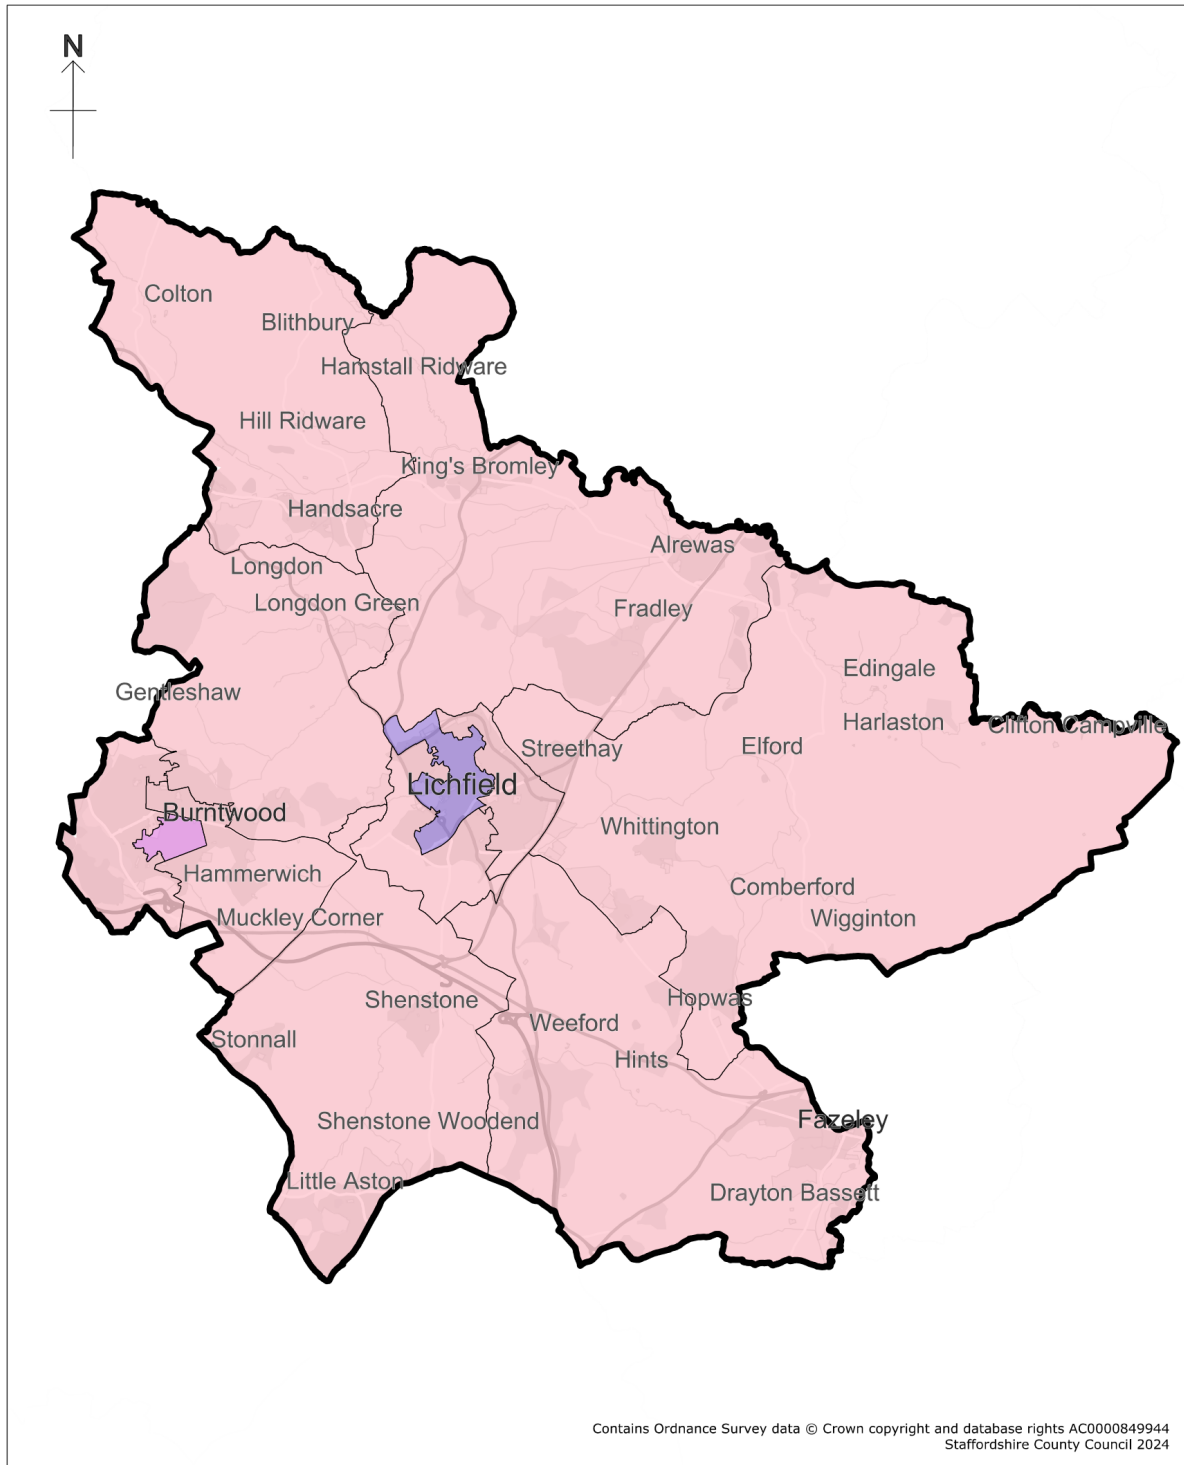 N
Colton
Blithbury
Hamstall Ridware
Hill Ridware
King's Bromley
Handsacre
Alrewas
Longdon
Longdon Green
Fradley
Edingale
Gentleshaw
Harlaston
Clifton Campville
Elford
Streethay
Lichfield
Burntwood
Whittington
Hammerwich
Comberford
Muckley Corner
Wigginton
Shenstone
Hopwas
Weeford
Stonnall
Hints
Shenstone Woodend
Fazeley
Little Aston
Drayton Bassett
Contains Ordnance Survey data © Crown copyright and database rights AC0000849944
Staffordshire County Council 2024